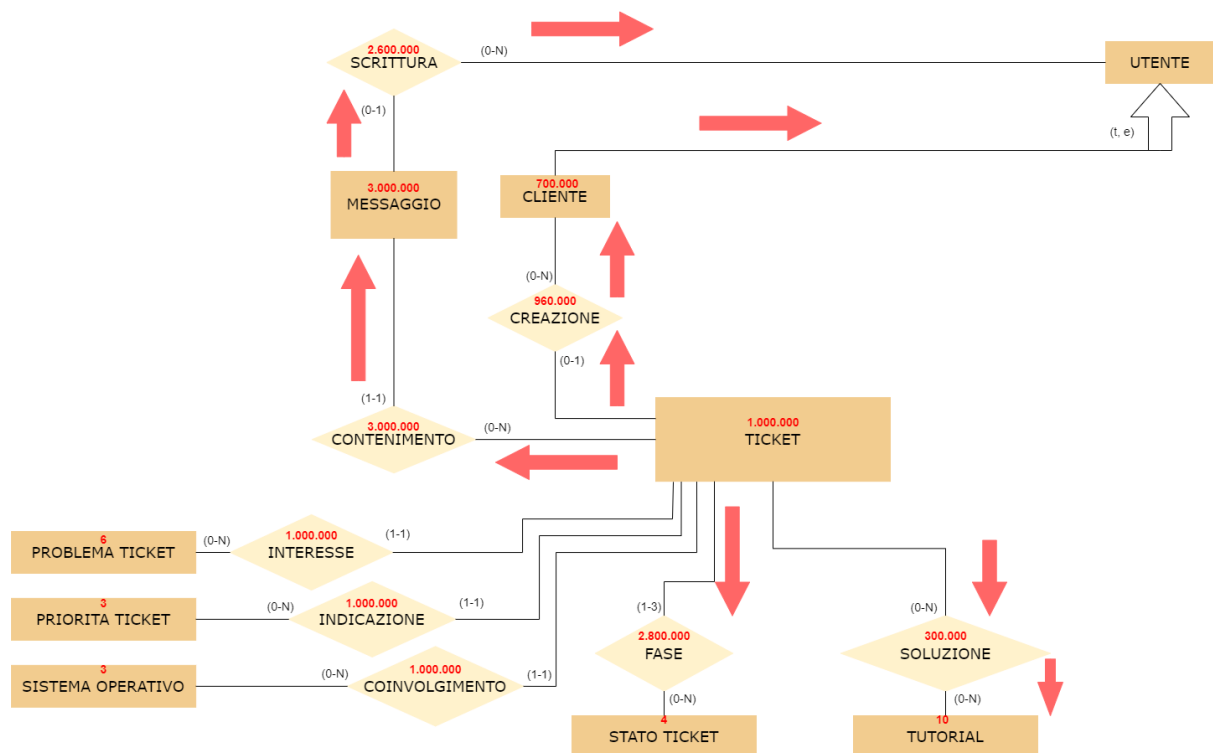 2.600.000
(0-N)
SCRITTURA
UTENTE
(0-1)
(t, e)
3.000.000
MESSAGGIO
700.000
CLIENTE
(0-N)
960.000
CREAZIONE
(0-1)
(1-1)
3.000.000
CONTENIMENTO
(0-N)
1.000.000
TICKET
6
PROBLEMA TICKET
(0-N)
1.000.000
INTERESSE
(1-1)
3
PRIORITA TICKET
(0-N)
1.000.000
INDICAZIONE
(1-1)
3
SISTEMA OPERATIVO
(0-N)
1.000.000
COINVOLGIMENTO
(1-1)
(1-3)
2.800.000
FASE
(0-N)
4
STATO TICKET
(0-N)
300.000
SOLUZIONE
(0-N)
10
TUTORIAL